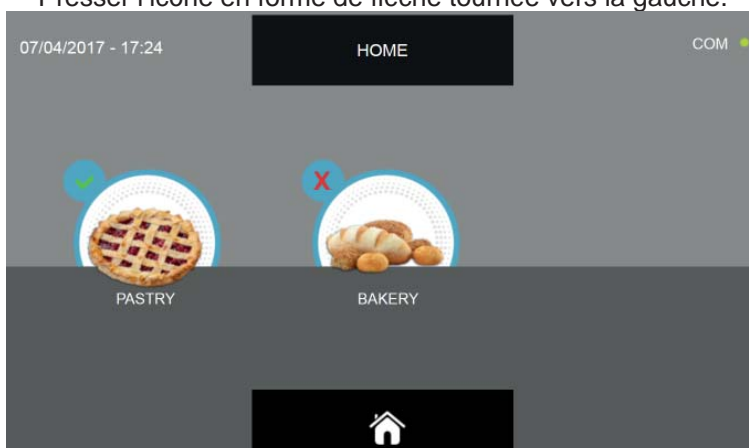 Presser l'icône en forme de flèche tournée vers la gauche.
07/04/2017 - 17:24
HOME
COM
X
PASTRY
BAKERY